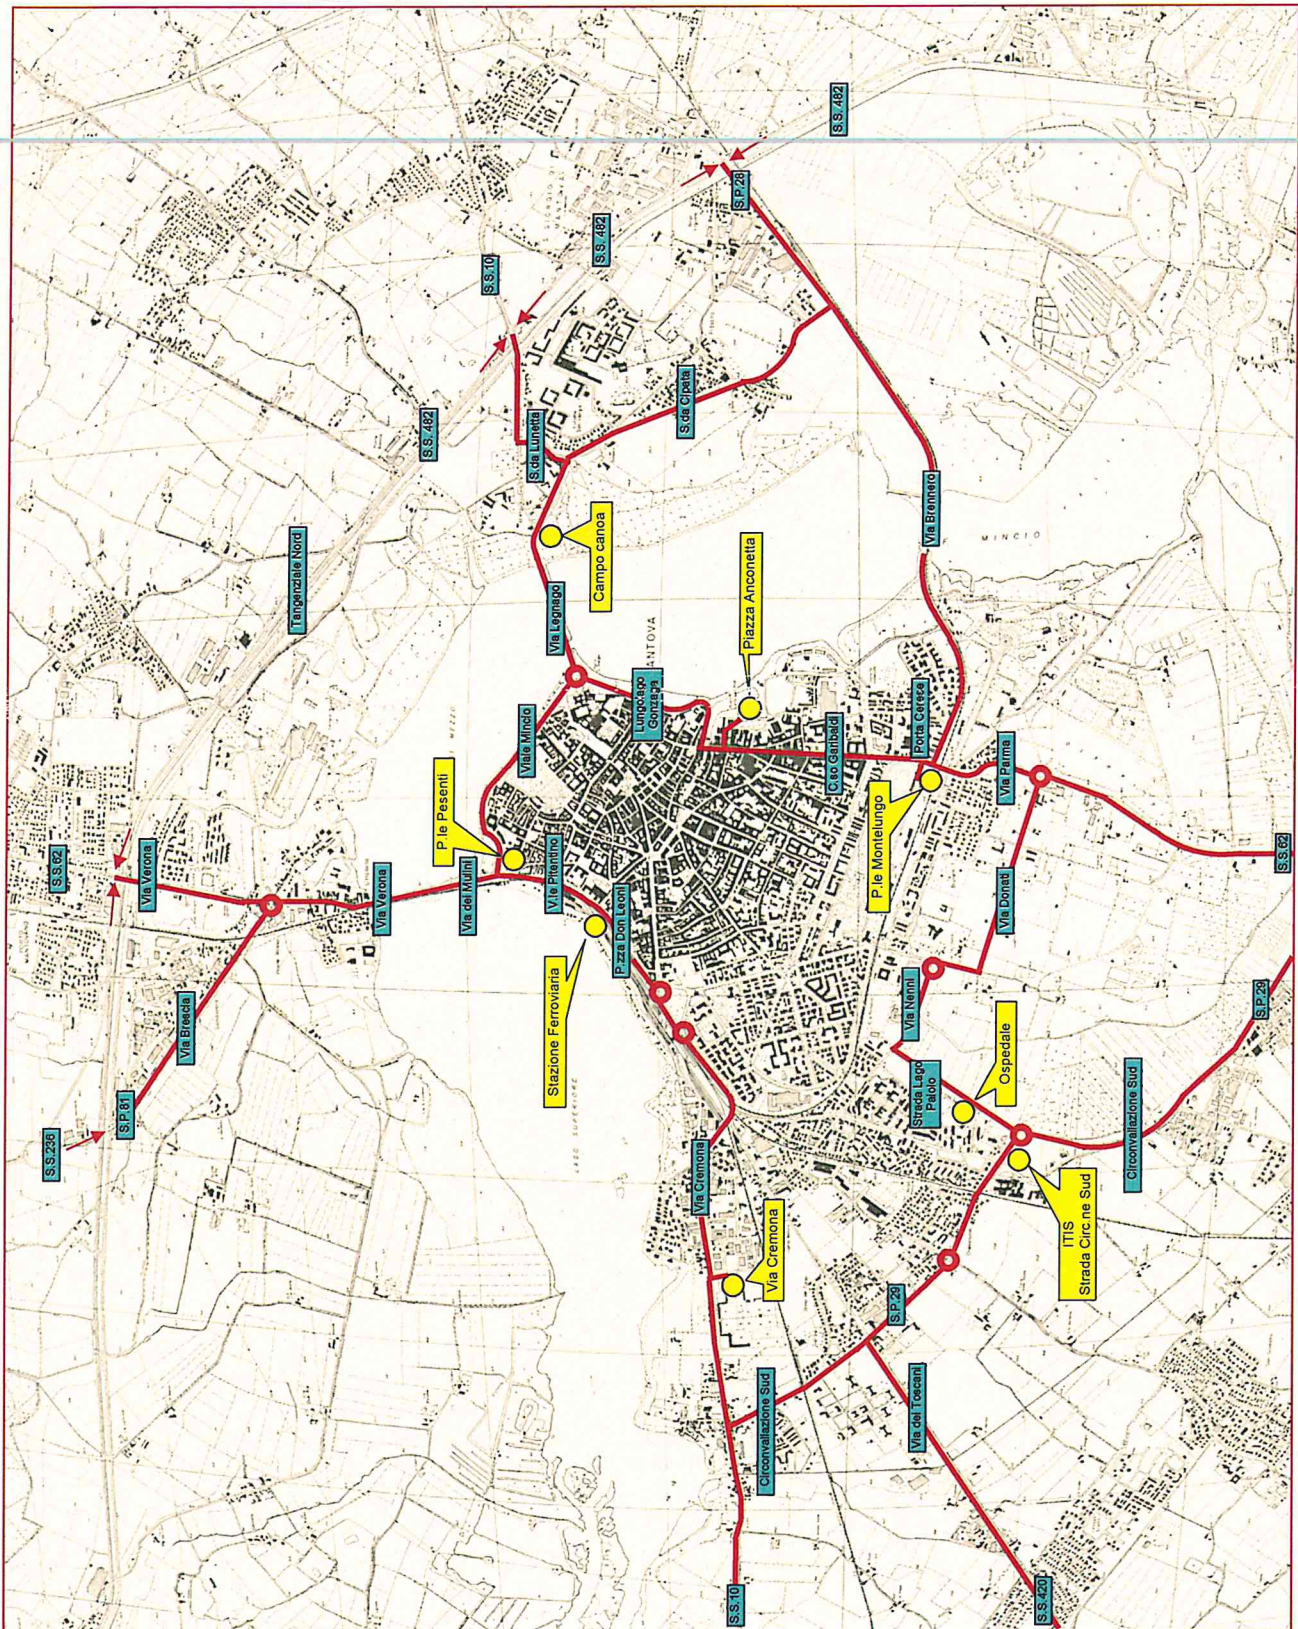 S.S.236
S.S.62
S.P.81
Via Verona
Via Brescia
Tangenziale Nord
Via Verona
S.S. 482
P.le Pesenti
Via dei Mulini
S.S.10
Viale Mincio
S.da Lunetta
V.le Pitentino
Stazione Ferroviaria
Via Legnago
LAGO SUPERIORE
Campo canoa
S.S. 482
P.zza Don Leoni
Lungolago
Gonzaga
ANTOVA
S.da Cipata
Via Cremona
S.S.10
S.P.28
Piazza Anconetta
Circonvallazione Sud
Via Cremona
C.so Garibaldi
S.S. 482
P.le Montelungo
S.P.29
Via Nenni
Via dei Toscani
Porta Cerese
Strada Lago
Paiolo
Via Brennero
F. MINCIO
Via Donati
Via Parma
Ospedale
S.S.420
ITIS
Strada Circ.ne Sud
Circonvallazione Sud
S.P.29
S.S.62